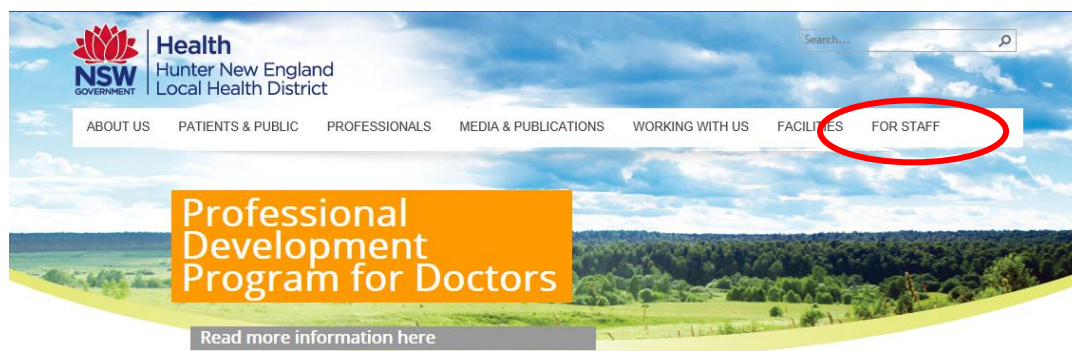 Search...
NSW
GOVERNMENT
Health
Hunter New England
Local Health District
ABOUT US PATIENTS & PUBLIC PROFESSIONALS MEDIA & PUBLICATIONS WORKING WITH US FACILITIES FOR STAFF
Professional
Development
Program for Doctors
Read more information here